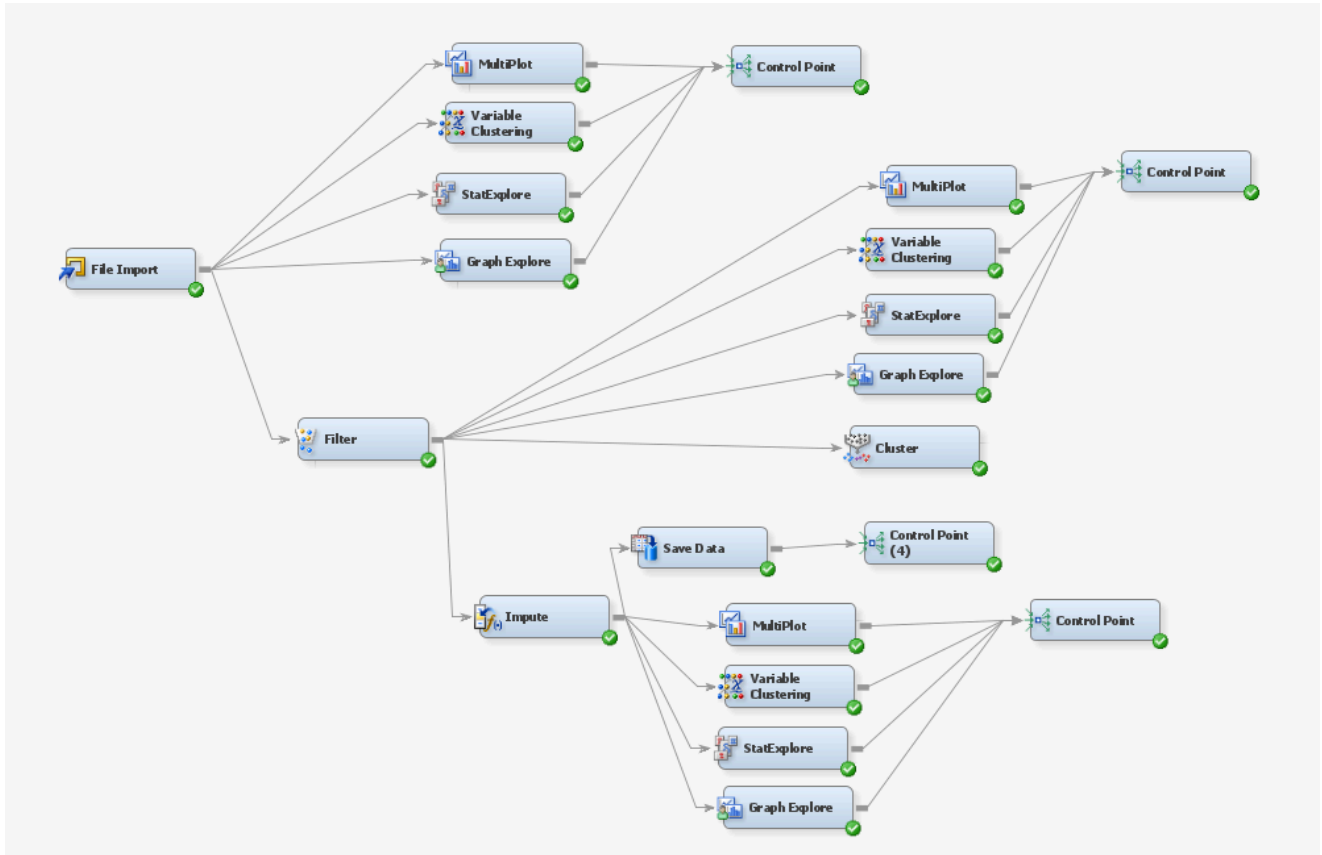 MultiPlot
Control Point
Variable
Clustering
StatExplore
Graph Explore
File Import
MultiPlot
Control Point
Variable
Clustering
StatExplore
Graph Explore
Filter
Cluster
Save Data
Control Point
(4)
Impute
MultiPlot
Control Point
Variable
Clustering
StatExplore
Graph Explore